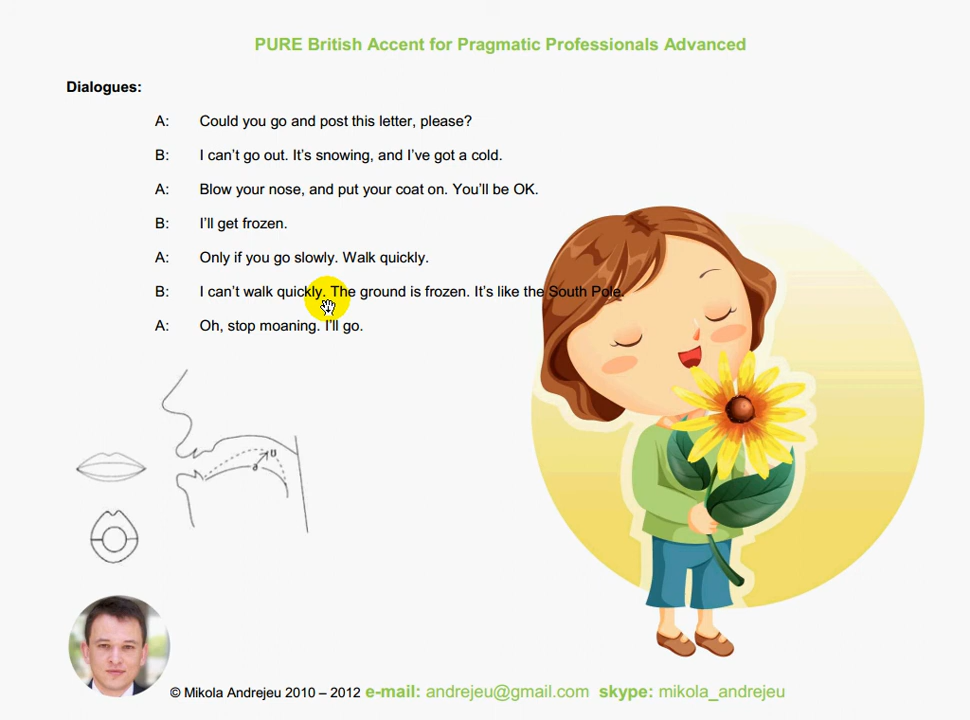 PURE British Accent for Pragmatic Professionals Advanced
Dialogues:
A: Could you go and post this letter, please?
B: I can't go out. It's snowing, and I've got a cold.
A: Blow your nose, and put your coat on. You'll be OK.
B: I'll get frozen.
A: Only if you go slowly. Walk quickly.
B: I can't walk quickly. The ground is frozen. It's like the South Pole.
A: Oh, stop moaning. I'll go.
ʊ
ə
© Mikola Andrejeu 2010 – 2012 e-mail: andrejeu@gmail.com skype: mikola_andrejeu